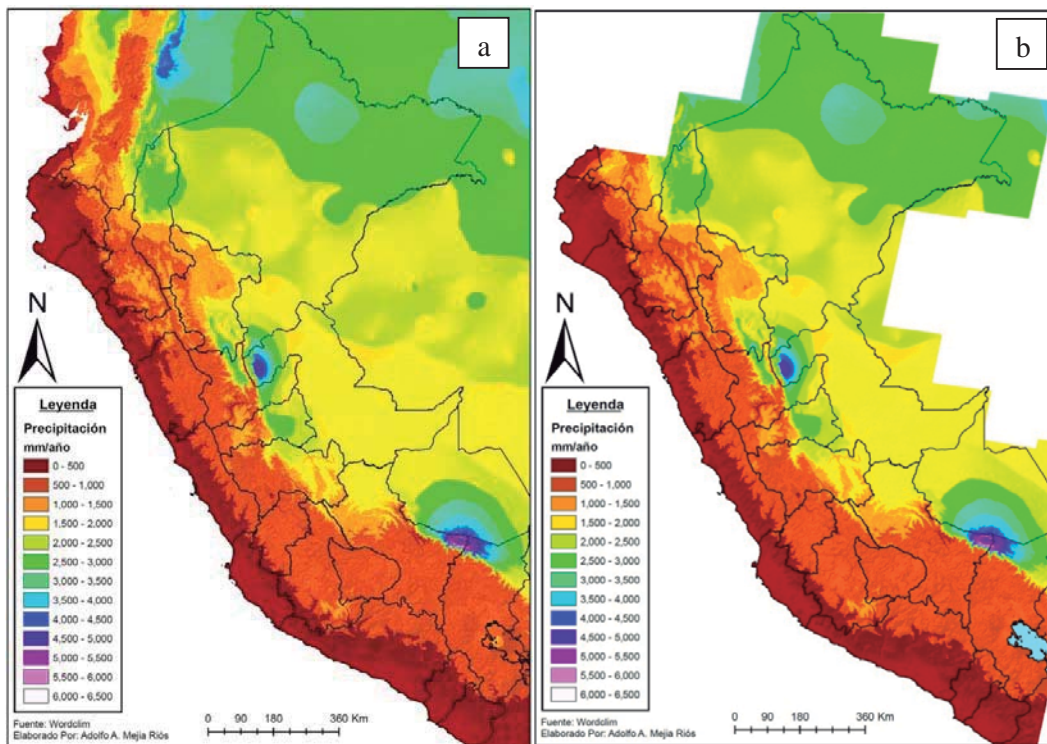 a
N
Leyenda
Precipitación
mm/año
0 - 500
500 - 1,000
1,000 - 1,500
1,500 - 2,000
2,000 - 2,500
2,500 - 3,000
3,000 - 3,500
3,500 - 4,000
4,000 - 4,500
4,500 - 5,000
5,000 - 5,500
5,500 - 6,000
6,000 - 6,500
Fuente: Wordclim
Elaborado Por: Adolfo A. Mejia Riós
0 90 180 360 Km
b
N
Leyenda
Precipitación
mm/año
0 - 500
500 - 1,000
1,000 - 1,500
1,500 - 2,000
2,000 - 2,500
2,500 - 3,000
3,000 - 3,500
3,500 - 4,000
4,000 - 4,500
4,500 - 5,000
5,000 - 5,500
5,500 - 6,000
6,000 - 6,500
Fuente: Wordclim
Elaborado Por: Adolfo A. Mejia Riós
0 90 180 360 Km